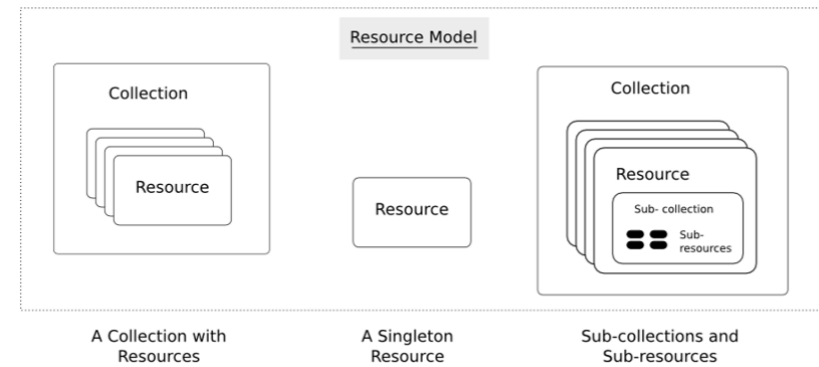 Resource Model
Collection
Resource
Resource
Collection
Resource
Sub- collection
Sub-
resources
A Collection with
Resources
A Singleton
Resource
Sub-collections and
Sub-resources